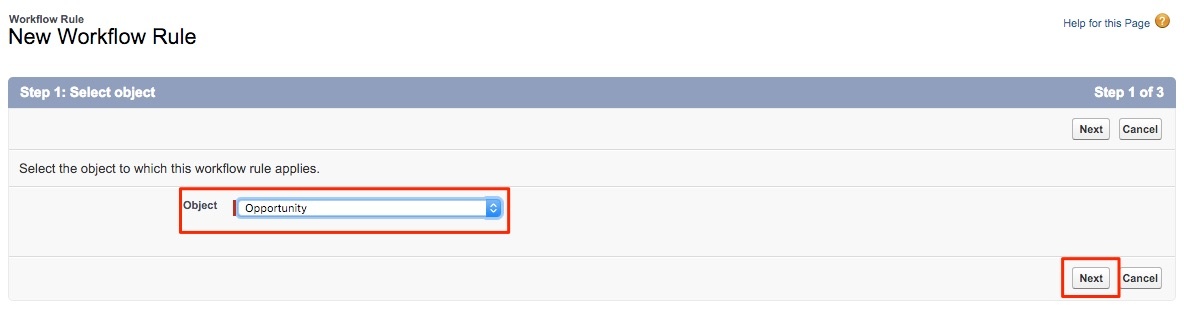 Workflow Rule
New Workflow Rule
Help for this Page ?
Step 1: Select object
Step 1 of 3
Next Cancel
Select the object to which this workflow rule applies.
Object Opportunity
Next Cancel